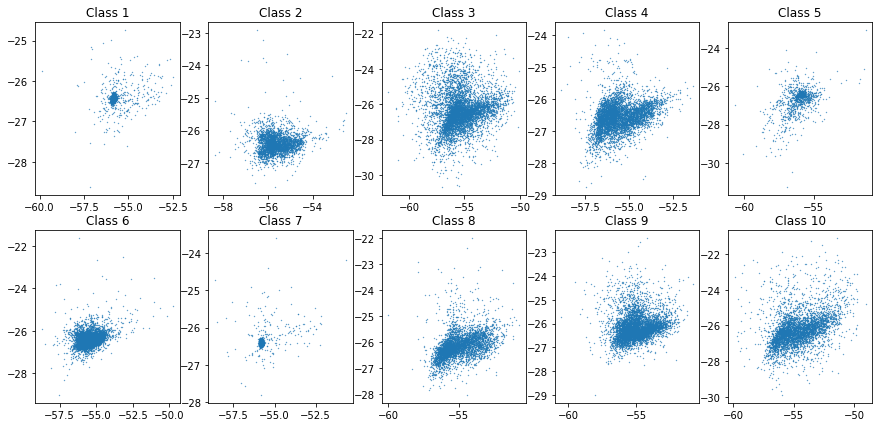 Class 1 Class 2 Class 3 Class 4 Class 5
−25 −26 −27 −28
−60.0 −57.5 −55.0 −52.5
−23 −24 −25 −26 −27
−58 −56 −54
−22 −24 −26 −28 −30
−60 −55 −50
−23 −24 −25 −26 −27 −28 −29
−57.5 −55.0 −52.5
−24 −26 −28 −30
−60 −55
Class 6 Class 7 Class 8 Class 9 Class 10
−22 −24 −26 −28
−57.5 −55.0 −52.5 −50.0
−24 −25 −26 −27 −28
−57.5 −55.0 −52.5
−22 −23 −24 −25 −26 −27 −28
−60 −55
−23 −24 −25 −26 −27 −28 −29
−60 −55
−22 −24 −26 −28 −30
−60 −55 −50